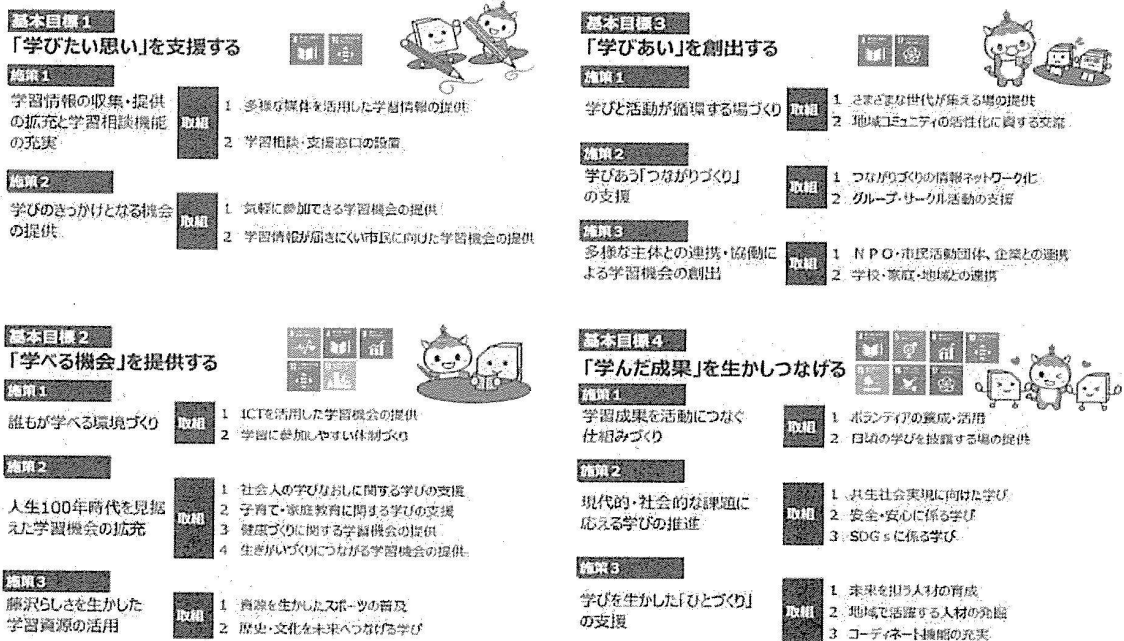 基本目標1
「学びたい思い」を支援する
施策1
学習情報の収集・提供
の拡充と学習相談機能
の充実
取組
1 多様な媒体を活用した学習情報の提供
2 学習相談・支援窓口の設置
施策2
学びのきっかけとなる機会
の提供
取組
1 気軽に参加できる学習機会の提供
2 学習情報が届きにくい市民に向けた学習機会の提供
基本目標2
「学べる機会」を提供する
施策1
誰もが学べる環境づくり
取組
1 ICTを活用した学習機会の提供
2 学習に参加しやすい体制づくり
施策2
人生100年時代を見据
えた学習機会の拡充
取組
1 社会人の学びなおしに関する学びの支援
2 子育て・家庭教育に関する学びの支援
3 健康づくりに関する学習機会の提供
4 生きがいづくりにつながる学習機会の提供
施策3
藤沢らしさを生かした
学習資源の活用
取組
1 資源を生かしたスポーツの普及
2 歴史・文化を未来へつなげる学び
基本目標3
「学びあい」を創出する
施策1
学びと活動が循環する場づくり
取組
1 さまざまな世代が集える場の提供
2 地域コミュニティの活性化に資する交流
施策2
学びあう「つながりづくり」
の支援
取組
1 つながりづくりの情報ネットワーク化
2 グループ・サークル活動の支援
施策3
多様な主体との連携・協働に
よる学習機会の創出
取組
1 NPO・市民活動団体、企業との連携
2 学校・家庭・地域との連携
基本目標4
「学んだ成果」を生かしつなげる
施策1
学習成果を活動につなぐ
仕組みづくり
取組
1 ボランティアの養成・活用
2 日頃の学びを披露する場の提供
施策2
現代的・社会的な課題に
応える学びの推進
取組
1 共生社会実現に向けた学び
2 安全・安心に係る学び
3 SDGsに係る学び
施策3
学びを生かした「ひとづくり」
の支援
取組
1 未来を担う人材の育成
2 地域で活躍する人材の発掘
3 コーディネート機能の充実